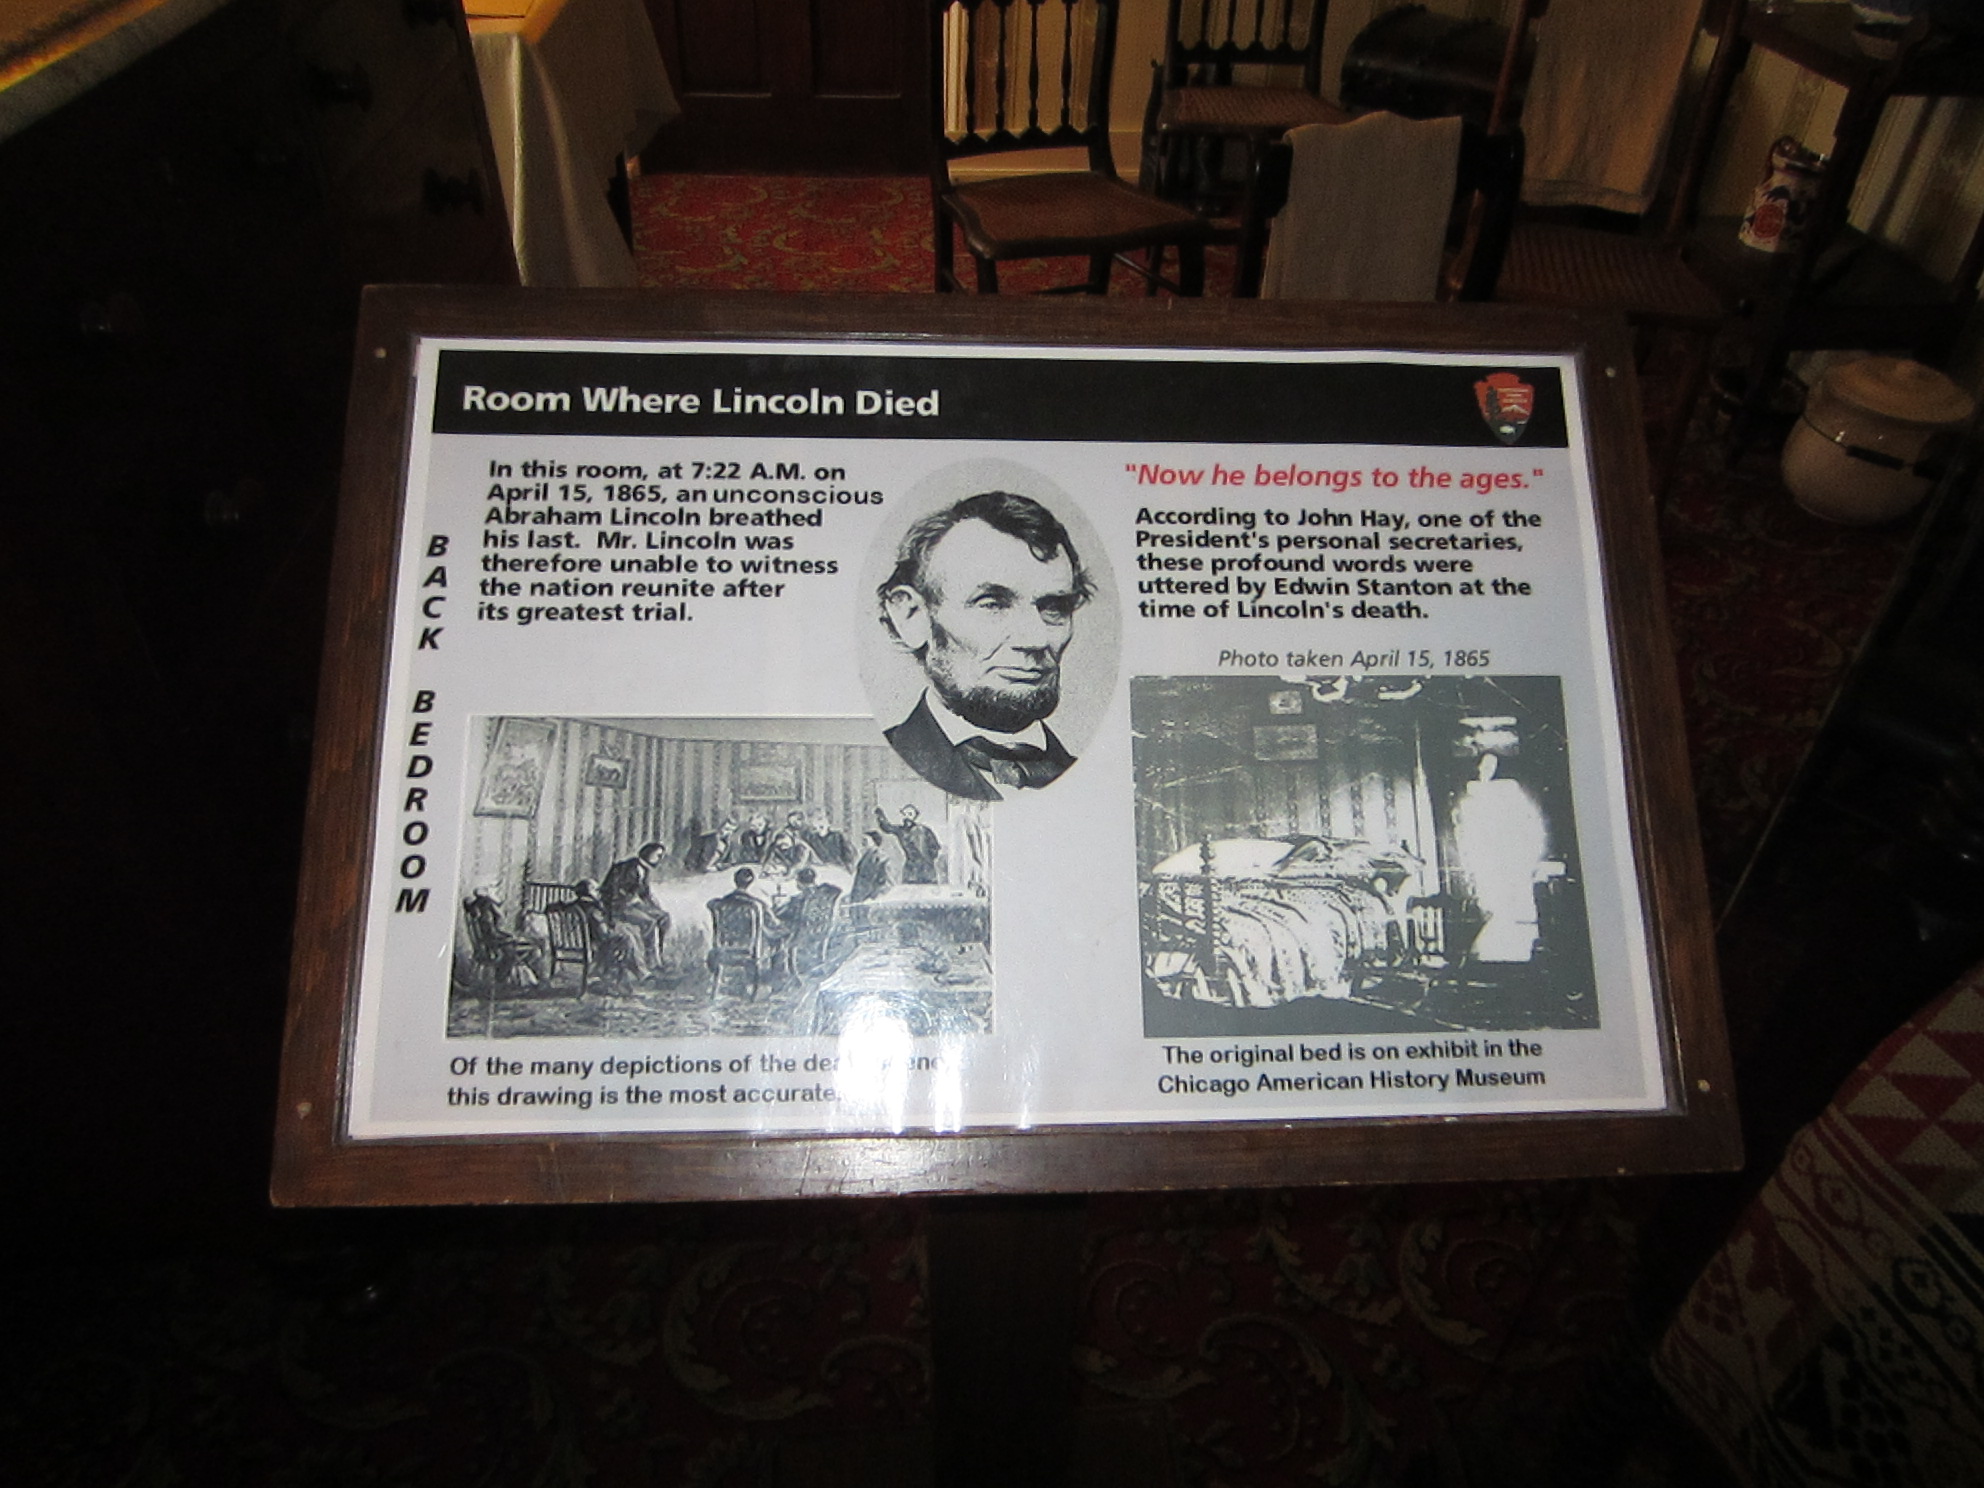 Room Where Lincoln Died
BACK BEDROOM
In this room, at 7:22 A.M. on
April 15, 1865, an unconscious
Abraham Lincoln breathed
his last. Mr. Lincoln was
therefore unable to witness
the nation reunite after
its greatest trial.
"Now he belongs to the ages."
According to John Hay, one of the
President's personal secretaries,
these profound words were
uttered by Edwin Stanton at the
time of Lincoln's death.
Photo taken April 15, 1865
Of the many depictions of the
this drawing is the most accurate.
The original bed is on exhibit in the
Chicago American History Museum